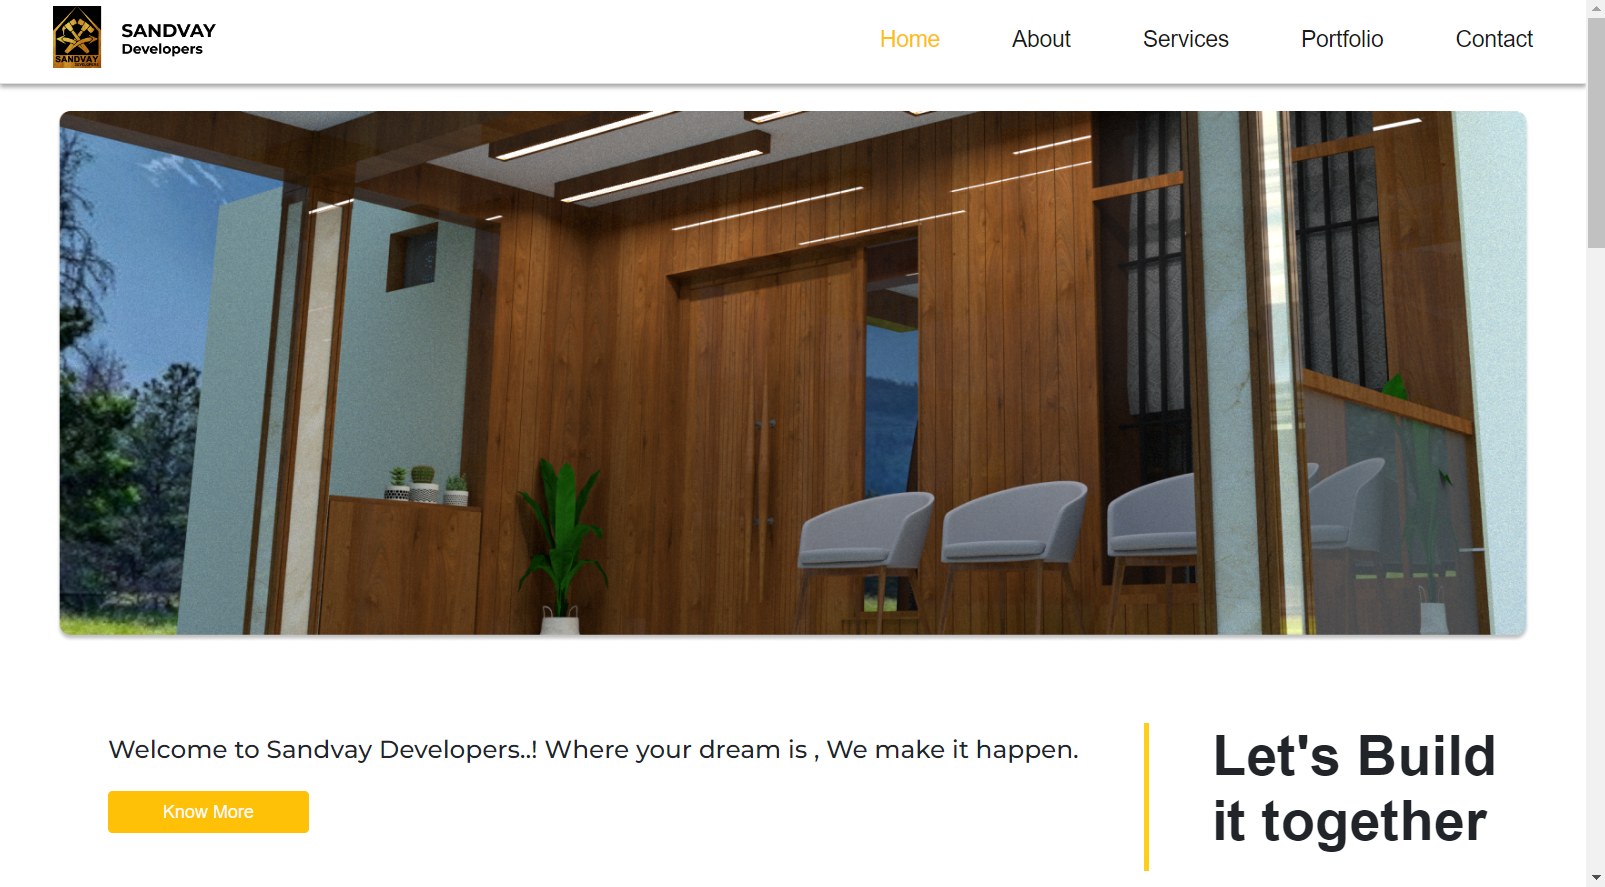 SANDVAY
DEVELOPERS
SANDVAY
Developers
Home
About
Services
Portfolio
Contact
Welcome to Sandvay Developers..! Where your dream is , We make it happen.
Know More
Let's Build
it together